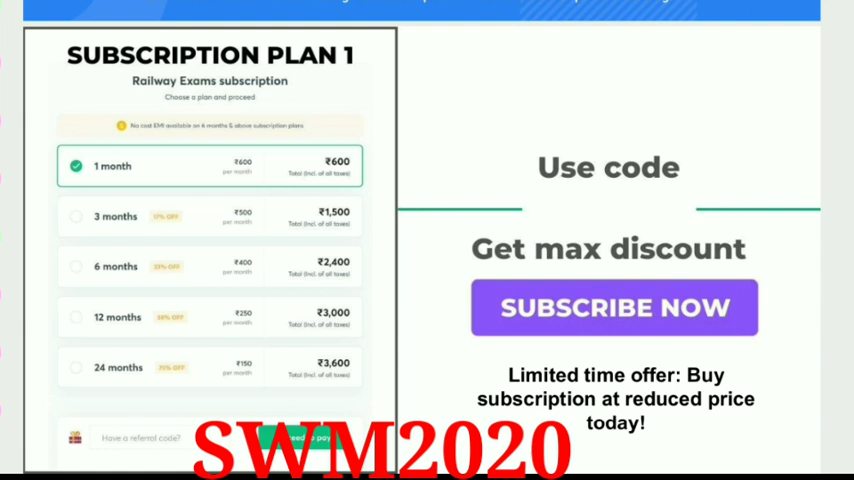 SUBSCRIPTION PLAN 1
Railway Exams subscription
Choose a plan and proceed
No cost EMI available on 6 months & above subscription plans
1 month ₹600 ₹600
per month Total (Incl. of all taxes)
3 months 17% OFF ₹500 ₹1,500
per month Total (Incl. of all taxes)
6 months 33% OFF ₹400 ₹2,400
per month Total (Incl. of all taxes)
12 months 58% OFF ₹250 ₹3,000
per month Total (Incl. of all taxes)
24 months ₹150 ₹3,600
per month Total (Incl. of all taxes)
Have a referral code? to pay
SWM2020
Use code
Get max discount
SUBSCRIBE NOW
Limited time offer: Buy
subscription at reduced price
today!